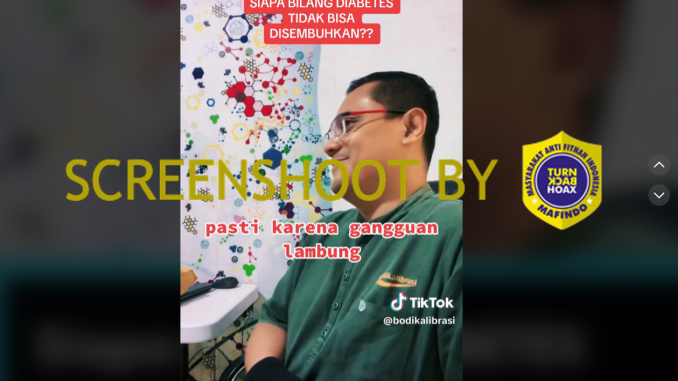 SIAPA BILANG DIABETES
TIDAK BISA
DISEMBUHKAN??
SCREENSHOOT BY
MASYARAKAT ANTI FITNAH INDONESIA
TURN
BACK
HOAX
MAFINDO
pasti karena gangguan
lambung
bodikalibrasi
TikTok
@bodikalibrasi